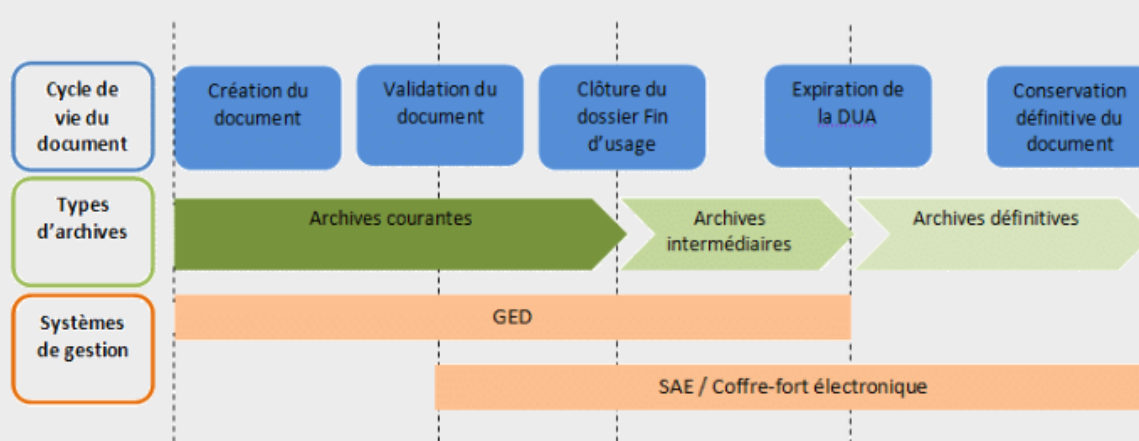 Cycle de
vie du
document
Création du
document
Validation du
document
Clôture du
dossier Fin
d'usage
Expiration de
la DUA
Conservation
définitive du
document
Types
d'archives
Archives courantes
Archives
intermédiaires
Archives définitives
Systèmes
de gestion
GED
SAE / Coffre-fort électronique